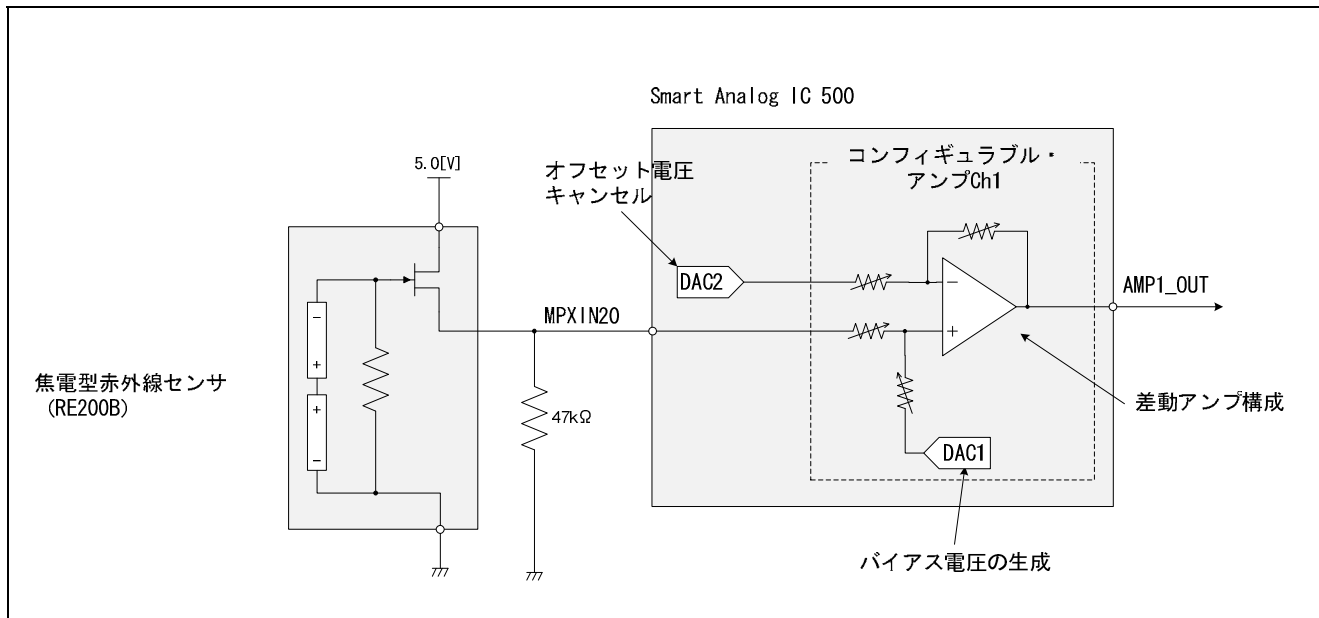 Smart Analog IC 500
コンフィギュラブル・
アンプCh1
5.0[V]
オフセット電圧
キャンセル
DAC2
-
+
AMP1_OUT
MPXIN20
-
+
+
-
焦電型赤外線センサ
(RE200B)
47kΩ
差動アンプ構成
DAC1
バイアス電圧の生成